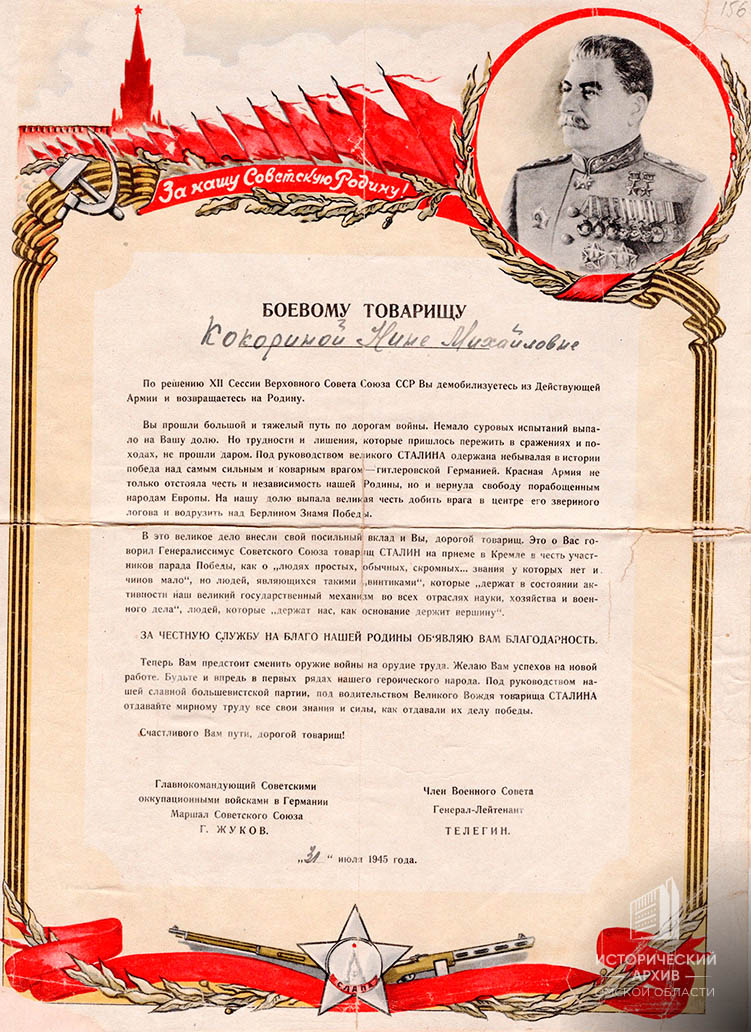 156
За нашу Советскую Родину!
БОЕВОМУ ТОВАРИЩУ
Кокориной Нине Михайловне
По решению XII Сессии Верховного Совета Союза ССР Вы демобилизуетесь из Действующей
Армии и возвращаетесь на Родину.
Вы прошли большой и тяжелый путь по дорогам войны. Немало суровых испытаний выпа-
ло на Вашу долю. Но трудности и лишения, которые пришлось пережить в сражениях и по-
ходах, не прошли даром. Под руководством великого СТАЛИНА одержана небывалая в истории
победа над самым сильным и коварным врагом—гитлеровской Германией. Красная Армия не
только отстояла честь и независимость нашей Родины, но и вернула свободу порабощенным
народам Европы. На нашу долю выпала великая честь добить врага в центре его звериного
логова и водрузить над Берлином Знамя Победы.
В это великое дело внесли свой посильный вклад и Вы, дорогой товарищ. Это о Вас го-
ворил Генералиссимус Советского Союза товарищ СТАЛИН на приеме в Кремле в честь участ-
ников парада Победы, как о „людях простых, обычных, скромных... звания у которых нет и
чинов мало", но людей, являющихся такими „винтиками", которые „держат в состоянии ак-
тивности наш великий государственный механизм во всех отраслях науки, хозяйства и воен-
ного дела", людей, которые „держат нас, как основание держит вершину".
ЗА ЧЕСТНУЮ СЛУЖБУ НА БЛАГО НАШЕЙ РОДИНЫ ОБ'ЯВЛЯЮ ВАМ БЛАГОДАРНОСТЬ.
Теперь Вам предстоит сменить оружие войны на орудие труда. Желаю Вам успехов на новой
работе. Будьте и впредь в первых рядах нашего героического народа. Под руководством на-
шей славной большевистской партии, под водительством Великого Вождя товарища СТАЛИНА
отдавайте мирному труду все свои знания и силы, как отдавали их делу победы.
Счастливого Вам пути, дорогой товарищ!
Главнокомандующий Советскими
оккупационными войсками в Германии
Маршал Советского Союза
Г. ЖУКОВ.
Член Военного Совета
Генерал-Лейтенант
ТЕЛЕГИН.
„31" июля 1945 года.
СЛАВА
ИСТОРИЧЕСКИЙ
АРХИВ
ОМСКОЙ ОБЛАСТИ